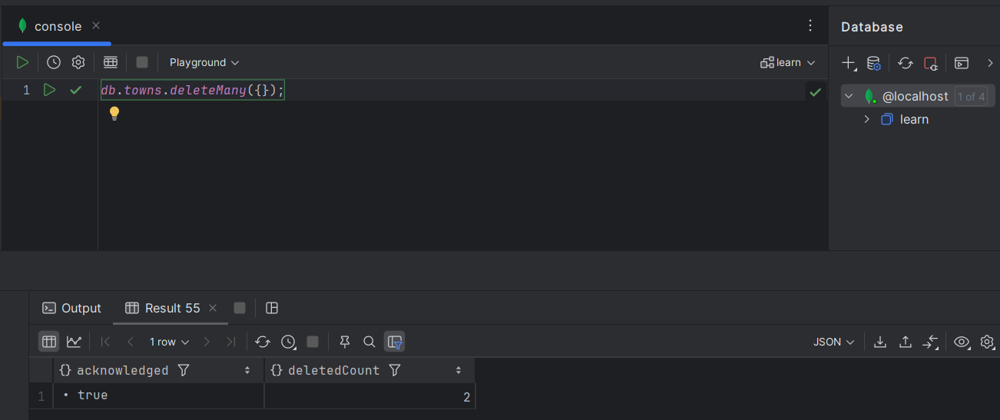 console
Database
Playground
learn
1 db.towns.deleteMany({});
@localhost 1 of 4
learn
Output Result 55
1 row
JSON
{} acknowledged {} deletedCount
1 true 2